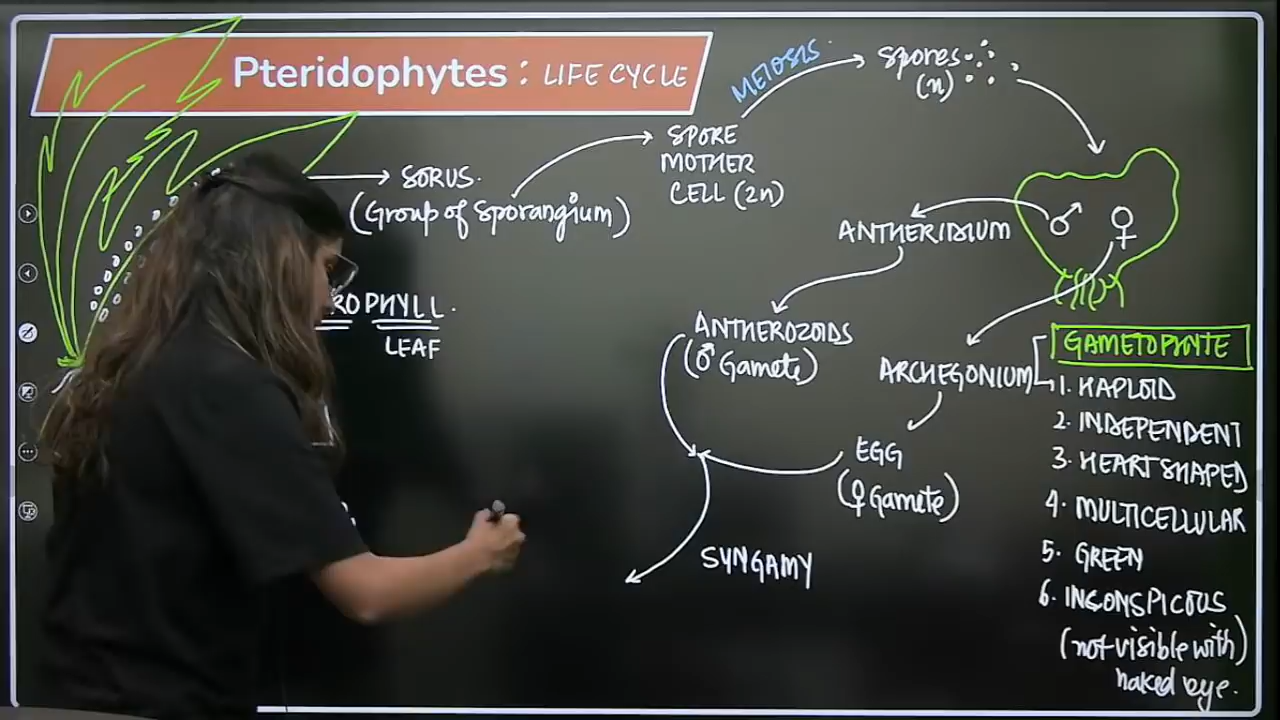 Pteridophytes : LIFE CYCLE
MEIOSIS.
Spores
(n)
SPORE
MOTHER
CELL (2n)
SORUS.
(Group of Sporangium)
ROPHYLL.
LEAF
ANTHERIDIUM
♂ ♀
ANTHEROZOIDS
(♂ Gamete)
ARCHEGONIUM
EGG
(♀ Gamete)
SYNGAMY
GAMETOPHYTE
1. HAPLOID
2. INDEPENDENT
3. HEART SHAPED
4. MULTICELLULAR
5. GREEN
6. INCONSPICOUS
(not visible with)
naked eye.